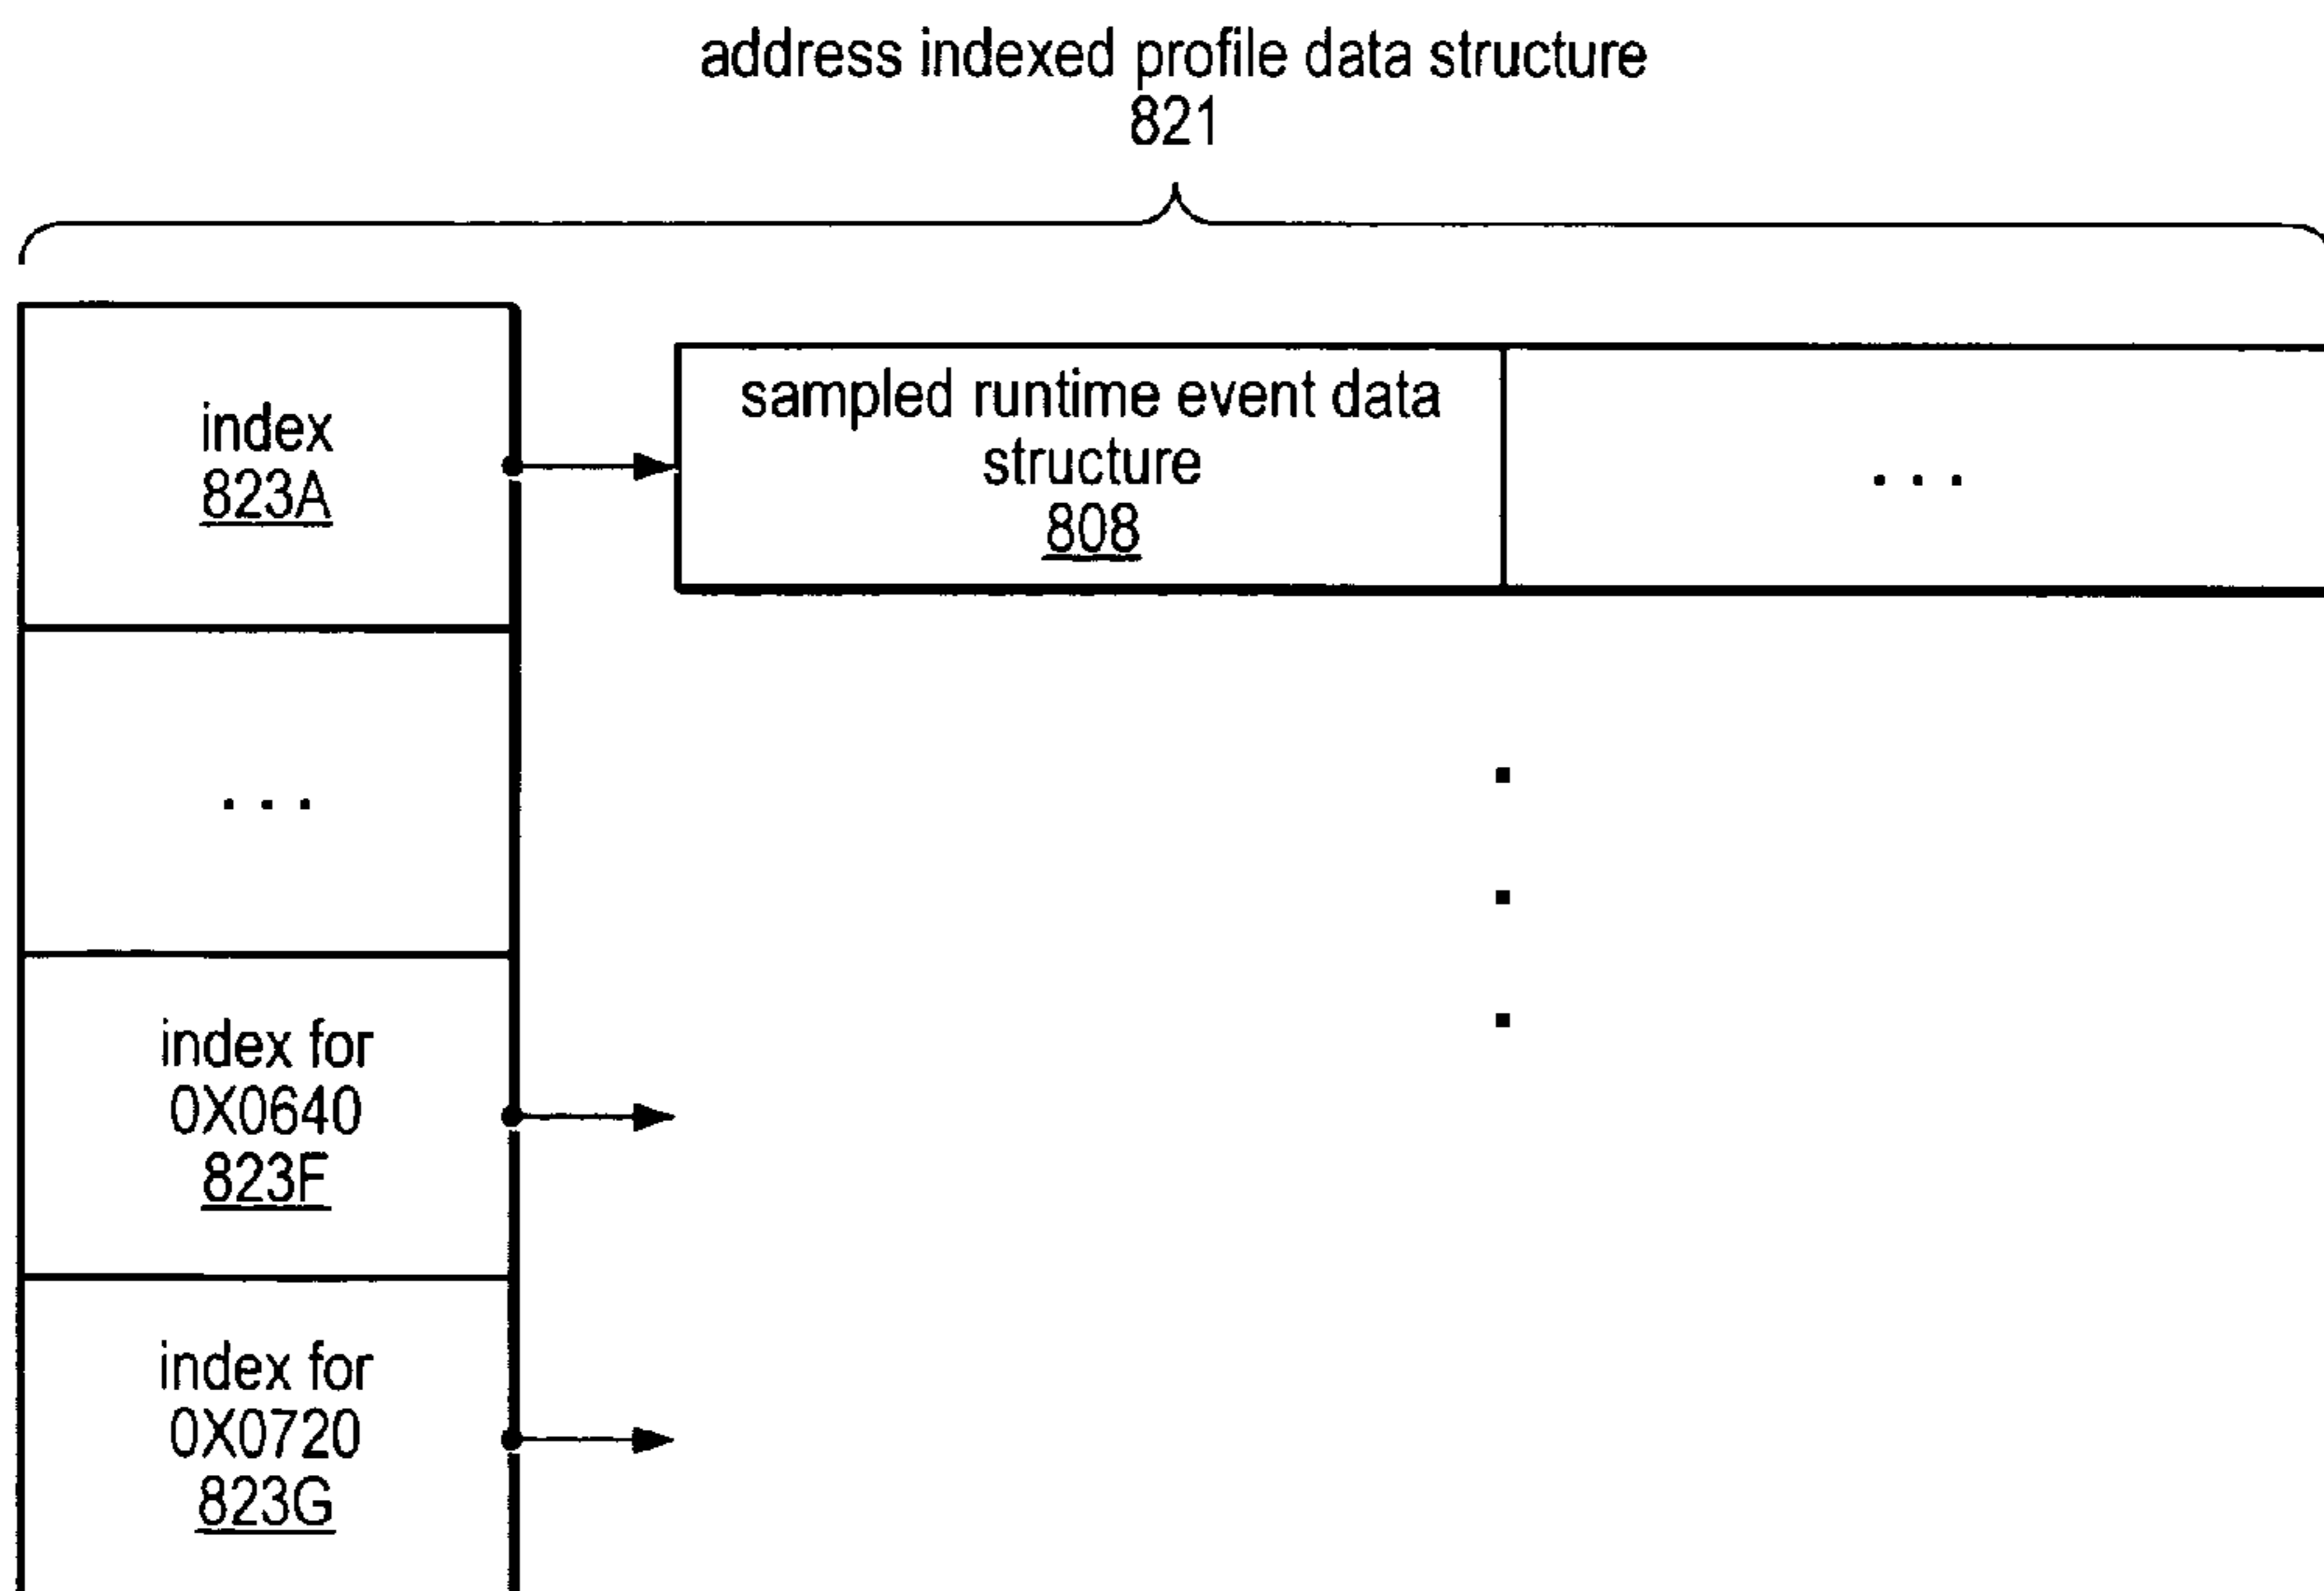 address indexed profile data structure
821
index
823A
sampled runtime event data
structure
808
. . .
. . .
index for
0X0640
823F
index for
0X0720
823G